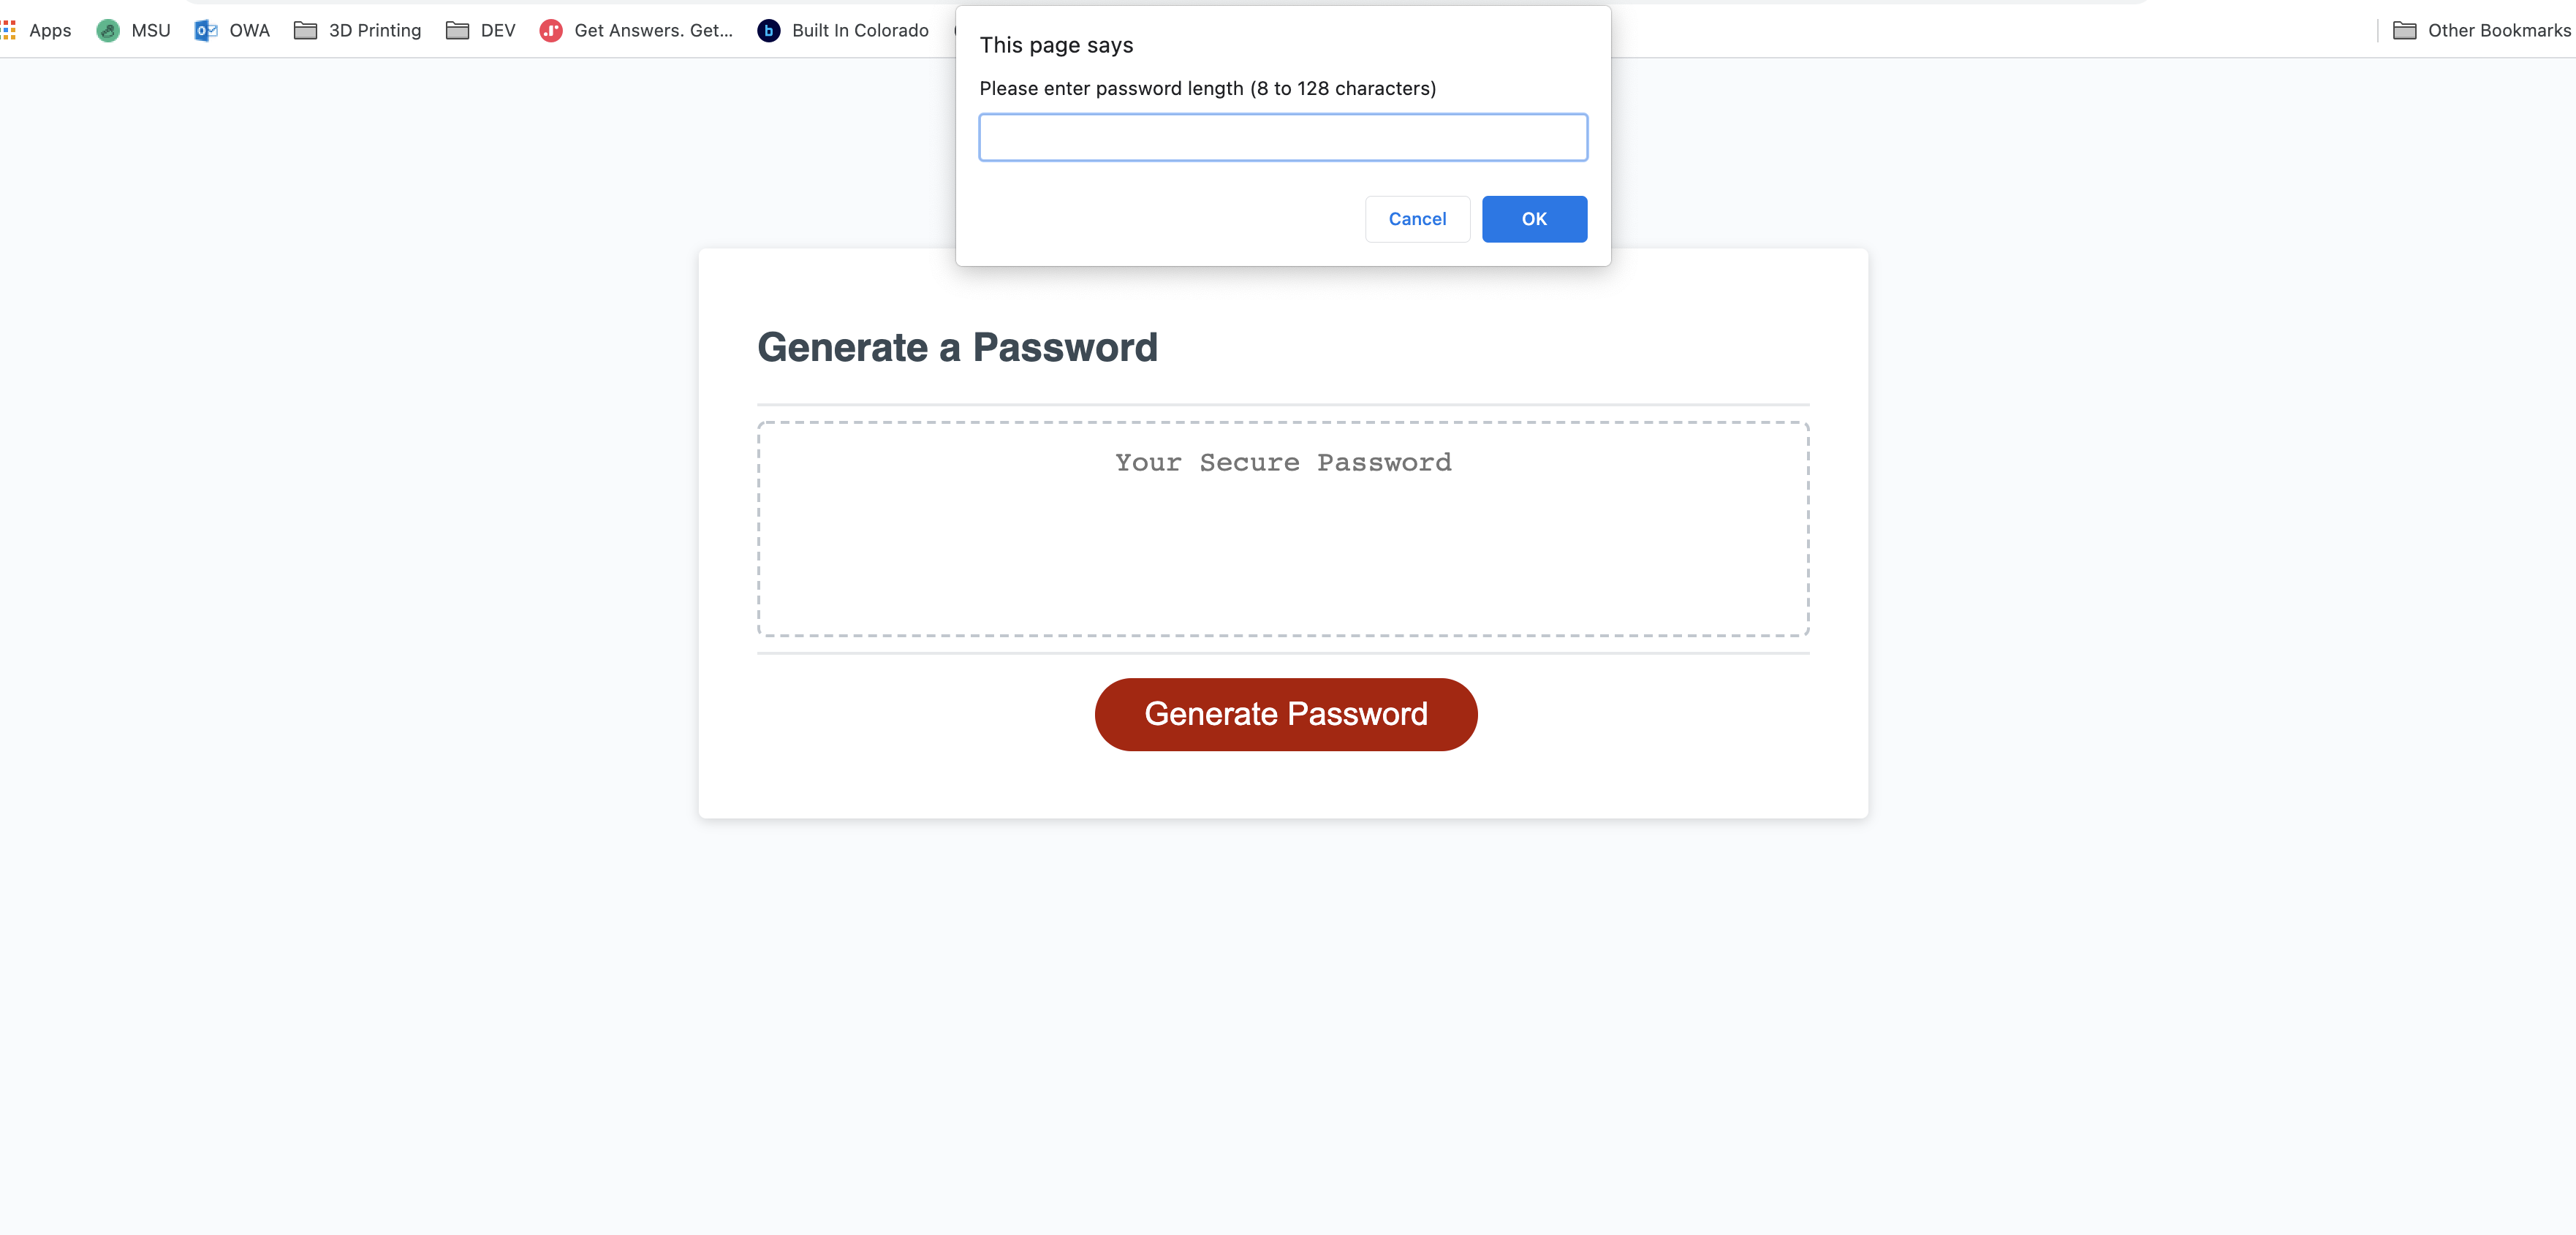 Apps MSU OWA 3D Printing DEV Get Answers. Get... Built In Colorado Other Bookmarks
This page says
Please enter password length (8 to 128 characters)
Cancel OK
Generate a Password
Your Secure Password
Generate Password